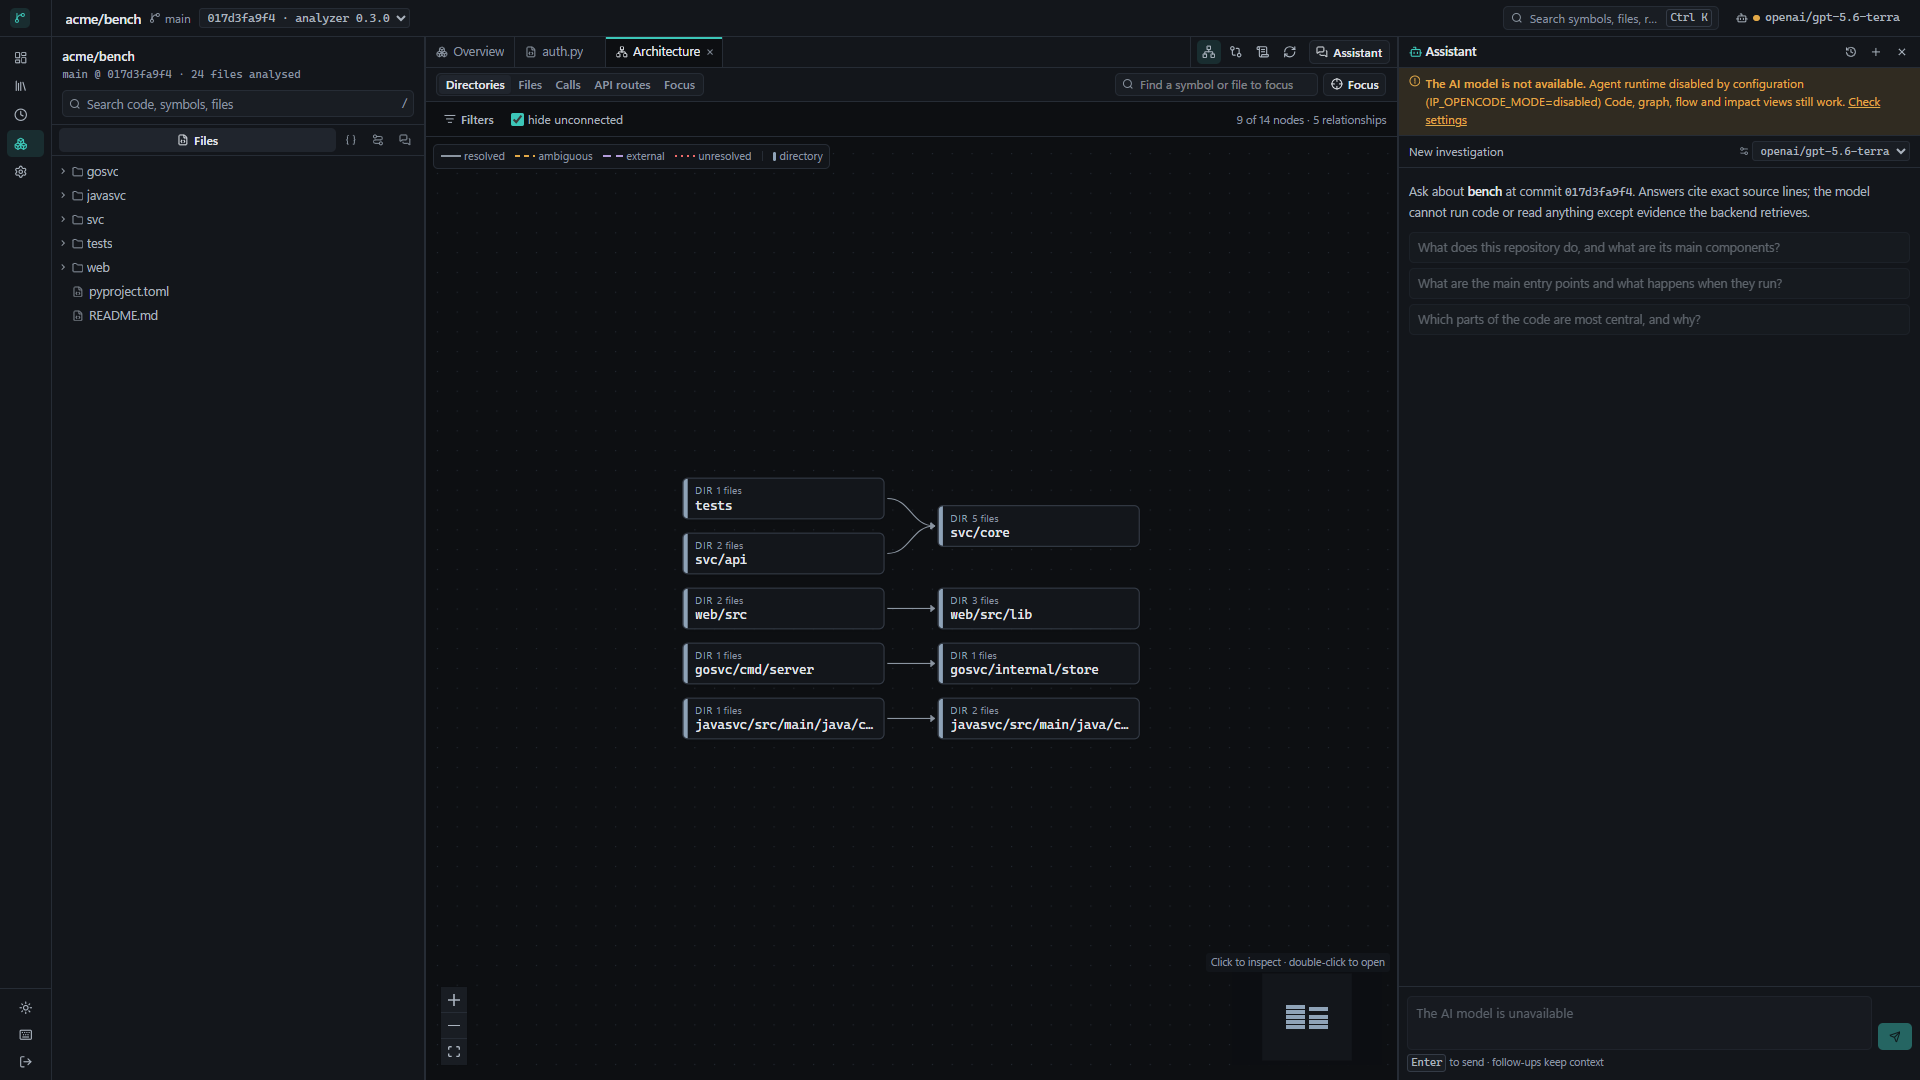 acme/bench main 017d3fa9f4 · analyzer 0.3.0
Search symbols, files, r... Ctrl K openai/gpt-5.6-terra
acme/bench
main @ 017d3fa9f4 · 24 files analysed
Search code, symbols, files /
Files
gosvc
javasvc
svc
tests
web
pyproject.toml
README.md
Overview auth.py Architecture × Assistant
Directories Files Calls API routes Focus Find a symbol or file to focus Focus
Filters hide unconnected 9 of 14 nodes · 5 relationships
resolved ambiguous external unresolved directory
DIR 1 files
tests
DIR 5 files
svc/core
DIR 2 files
svc/api
DIR 2 files
web/src
DIR 3 files
web/src/lib
DIR 1 files
gosvc/cmd/server
DIR 1 files
gosvc/internal/store
DIR 1 files
javasvc/src/main/java/c…
DIR 2 files
javasvc/src/main/java/c…
Click to inspect · double-click to open
Assistant
The AI model is not available. Agent runtime disabled by configuration
(IP_OPENCODE_MODE=disabled) Code, graph, flow and impact views still work. Check
settings
New investigation openai/gpt-5.6-terra
Ask about bench at commit 017d3fa9f4. Answers cite exact source lines; the model
cannot run code or read anything except evidence the backend retrieves.
What does this repository do, and what are its main components?
What are the main entry points and what happens when they run?
Which parts of the code are most central, and why?
The AI model is unavailable
Enter to send · follow-ups keep context